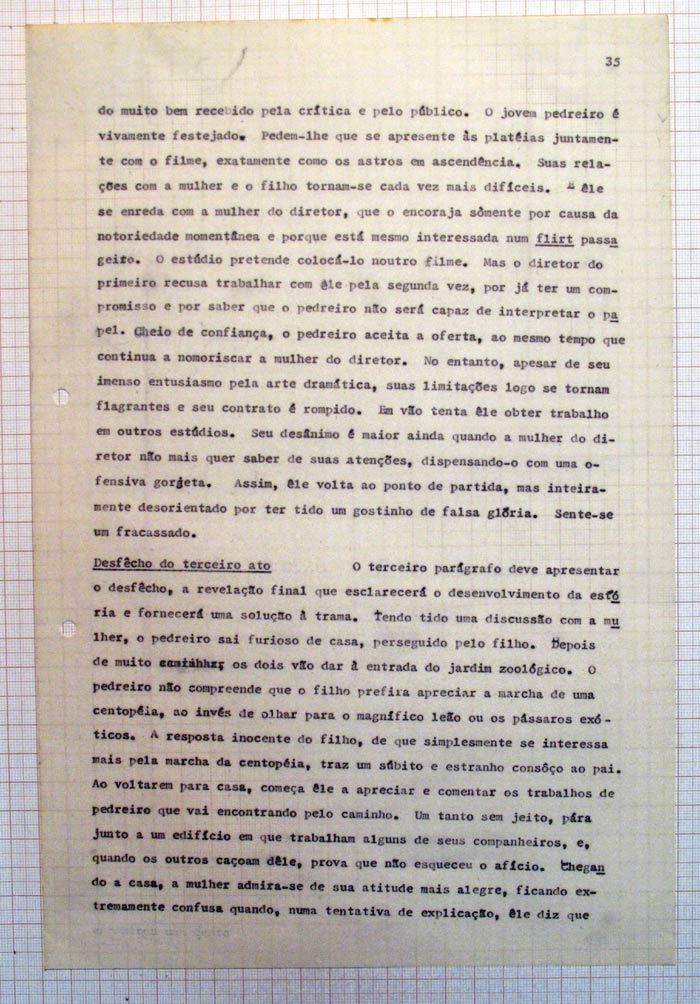 35
do muito bem recebido pela crítica e pelo público. O jovem pedreiro é
vivamente festejado. Pedem-lhe que se apresente às platéias juntamen-
te com o filme, exatamente como os astros em ascendência. Suas rela-
ções com a mulher e o filho tornam-se cada vez mais difíceis. êle
se enreda com a mulher do diretor, que o encoraja sòmente por causa da
notoriedade momentânea e porque está mesmo interessada num flirt passa
geiro. O estúdio pretende colocá-lo noutro filme. Mas o diretor do
primeiro recusa trabalhar com êle pela segunda vez, por já ter um com-
promisso e por saber que o pedreiro não será capaz de interpretar o pa
pel. Cheio de confiança, o pedreiro aceita a oferta, ao mesmo tempo que
continua a nomoriscar a mulher do diretor. No entanto, apesar de seu
imenso entusiasmo pela arte dramática, suas limitações logo se tornam
flagrantes e seu contrato é rompido. Em vão tenta êle obter trabalho
em outros estúdios. Seu desânimo é maior ainda quando a mulher do di-
retor não mais quer saber de suas atenções, dispensando-o com uma o-
fensiva gorjeta. Assim, êle volta ao ponto de partida, mas inteira-
mente desorientado por ter tido um gostinho de falsa glória. Sente-se
um fracassado.
Desfêcho do terceiro ato O terceiro parágrafo deve apresentar
o desfêcho, a revelação final que esclarecerá o desenvolvimento da estó
ria e fornecerá uma solução à trama. Tendo tido uma discussão com a mu
lher, o pedreiro sai furioso de casa, perseguido pelo filho. Depois
de muito os dois vão dar à entrada do jardim zoológico. O
pedreiro não compreende que o filho prefira apreciar a marcha de uma
centopéia, ao invés de olhar para o magnífico leão ou os pássaros exó-
ticos. A resposta inocente do filho, de que simplesmente se interessa
mais pela marcha da centopéia, traz um súbito e estranho consôço ao pai.
Ao voltarem para casa, começa êle a apreciar e comentar os trabalhos de
pedreiro que vai encontrando pelo caminho. Um tanto sem jeito, pára
junto a um edifício em que trabalham alguns de seus companheiros, e,
quando os outros caçoam dêle, prova que não esqueceu o afício. Chegan
do a casa, a mulher admira-se de sua atitude mais alegre, ficando ex-
tremamente confusa quando, numa tentativa de explicação, êle diz que